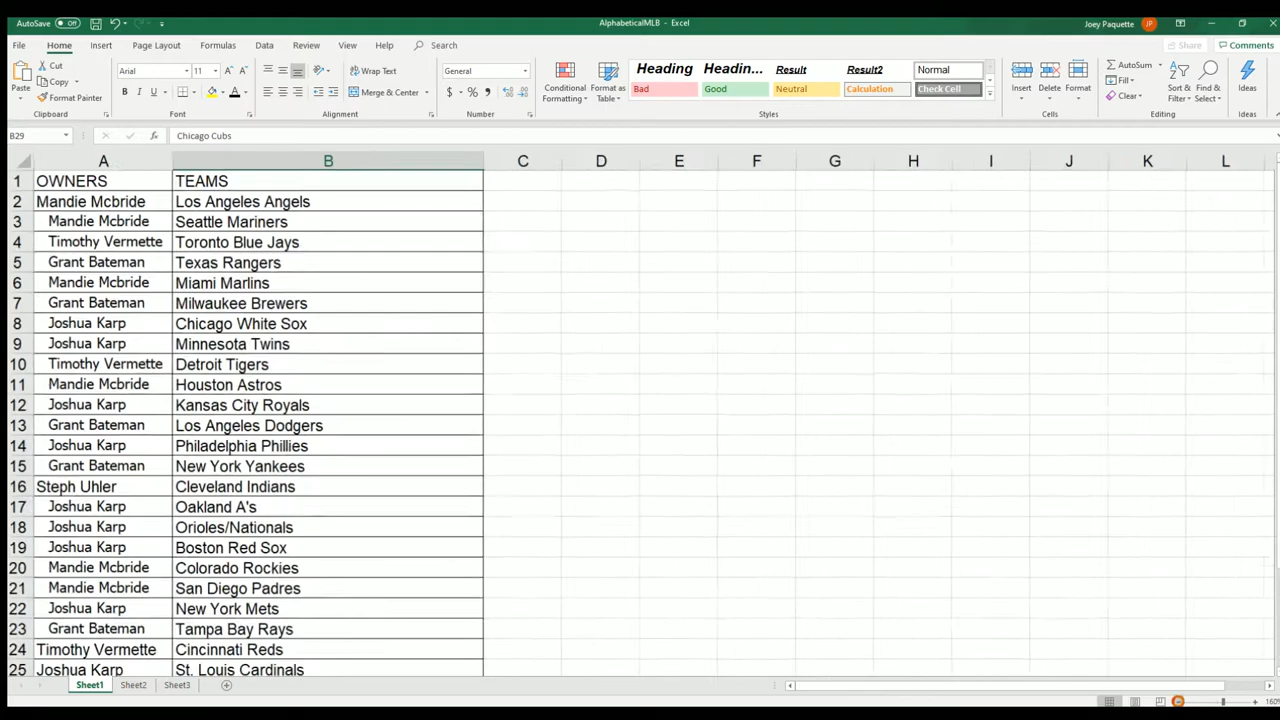 AutoSave Off AlphabeticalMLB - Excel Joey Paquette JP
File Home Insert Page Layout Formulas Data Review View Help Search Share Comments
Paste Cut Copy Format Painter Clipboard
Arial 11 A A B I U A Font
Wrap Text Merge & Center Alignment
General $ % Number
Conditional Formatting Format as Table
Heading Headin... Result Result2 Normal
Bad Good Neutral Calculation Check Cell
Styles
Insert Delete Format Cells
AutoSum Fill Clear Sort & Filter Find & Select Editing
Ideas Ideas
B29 fx Chicago Cubs
A B C D E F G H I J K L
1 OWNERS TEAMS
2 Mandie Mcbride Los Angeles Angels
3 Mandie Mcbride Seattle Mariners
4 Timothy Vermette Toronto Blue Jays
5 Grant Bateman Texas Rangers
6 Mandie Mcbride Miami Marlins
7 Grant Bateman Milwaukee Brewers
8 Joshua Karp Chicago White Sox
9 Joshua Karp Minnesota Twins
10 Timothy Vermette Detroit Tigers
11 Mandie Mcbride Houston Astros
12 Joshua Karp Kansas City Royals
13 Grant Bateman Los Angeles Dodgers
14 Joshua Karp Philadelphia Phillies
15 Grant Bateman New York Yankees
16 Steph Uhler Cleveland Indians
17 Joshua Karp Oakland A's
18 Joshua Karp Orioles/Nationals
19 Joshua Karp Boston Red Sox
20 Mandie Mcbride Colorado Rockies
21 Mandie Mcbride San Diego Padres
22 Joshua Karp New York Mets
23 Grant Bateman Tampa Bay Rays
24 Timothy Vermette Cincinnati Reds
25 Joshua Karp St. Louis Cardinals
Sheet1 Sheet2 Sheet3
160%